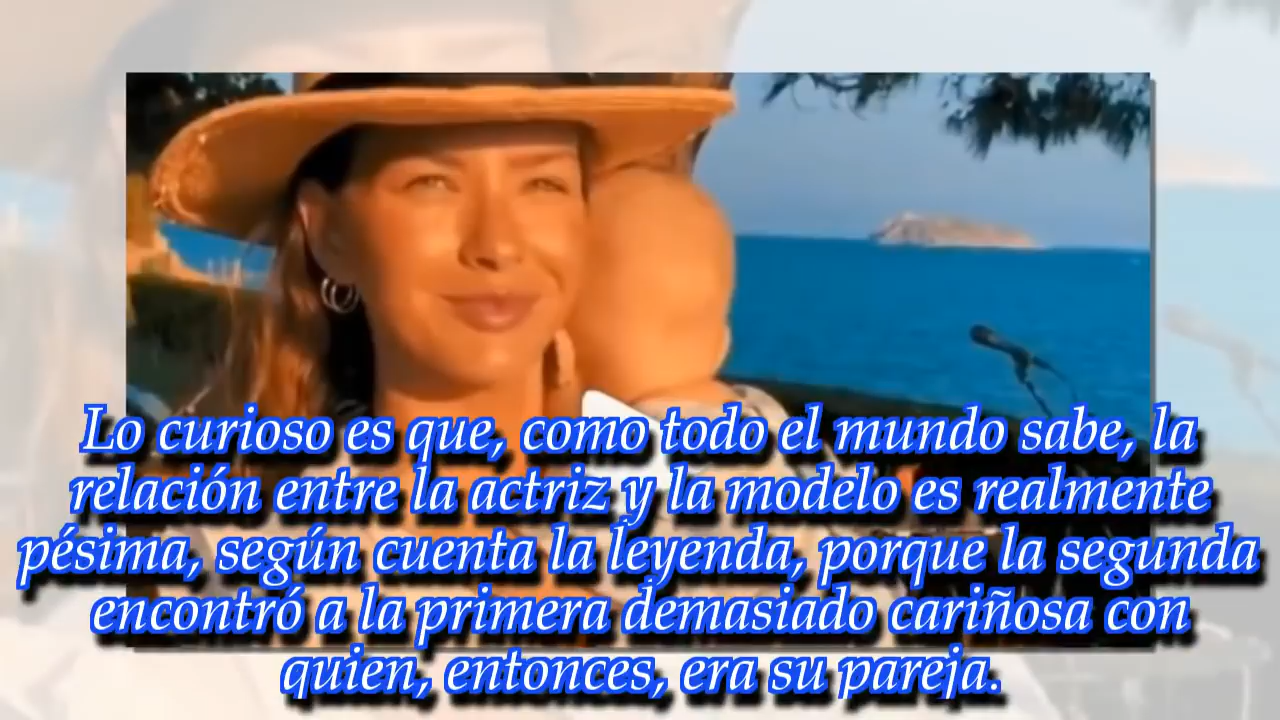 Lo curioso es que, como todo el mundo sabe, la
relación entre la actriz y la modelo es realmente
pésima, según cuenta la leyenda, porque la segunda
encontró a la primera demasiado cariñosa con
quien, entonces, era su pareja.